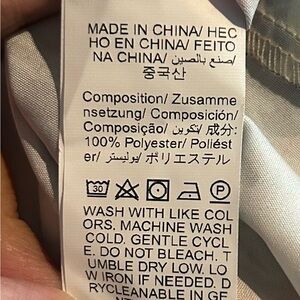 MADE IN CHINA/ HEC
HO EN CHINA/ FEITO
NA CHINA/ صنع بالصين/
중국산
Composition/ Zusamme
nsetzung/ Composición/
Composição/ تكوين/ 成分:
100% Polyester/ Poliést
er/ بوليستر/ ポリエステル
30 P
WASH WITH LIKE COL
ORS. MACHINE WASH
COLD. GENTLE CYCL
E. DO NOT BLEACH. T
UMBLE DRY LOW. LO
W IRON IF NEEDED. D
RYCLEANABLE IN GE